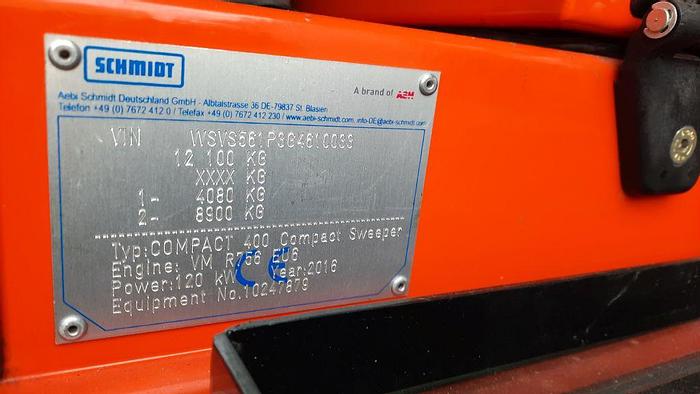 SCHMIDT
A brand of AEBI
Aebi Schmidt Deutschland GmbH - Albtalstrasse 36 DE-79837 St. Blasien
Telefon +49 (0) 7672 412 0 / Telefax +49 (0) 7672 412 230 / www.aebi-schmidt.com, info-DE@aebi-schmidt.com
VIN WSVS561P3G4610033
12 100 KG
XXXX KG
1- 4080 KG
2- 8900 KG
Typ:COMPACT 400 Compact Sweeper
Engine: VM R756 EU6
Power:120 kW Year:2016
CE
Equipment No.10247879